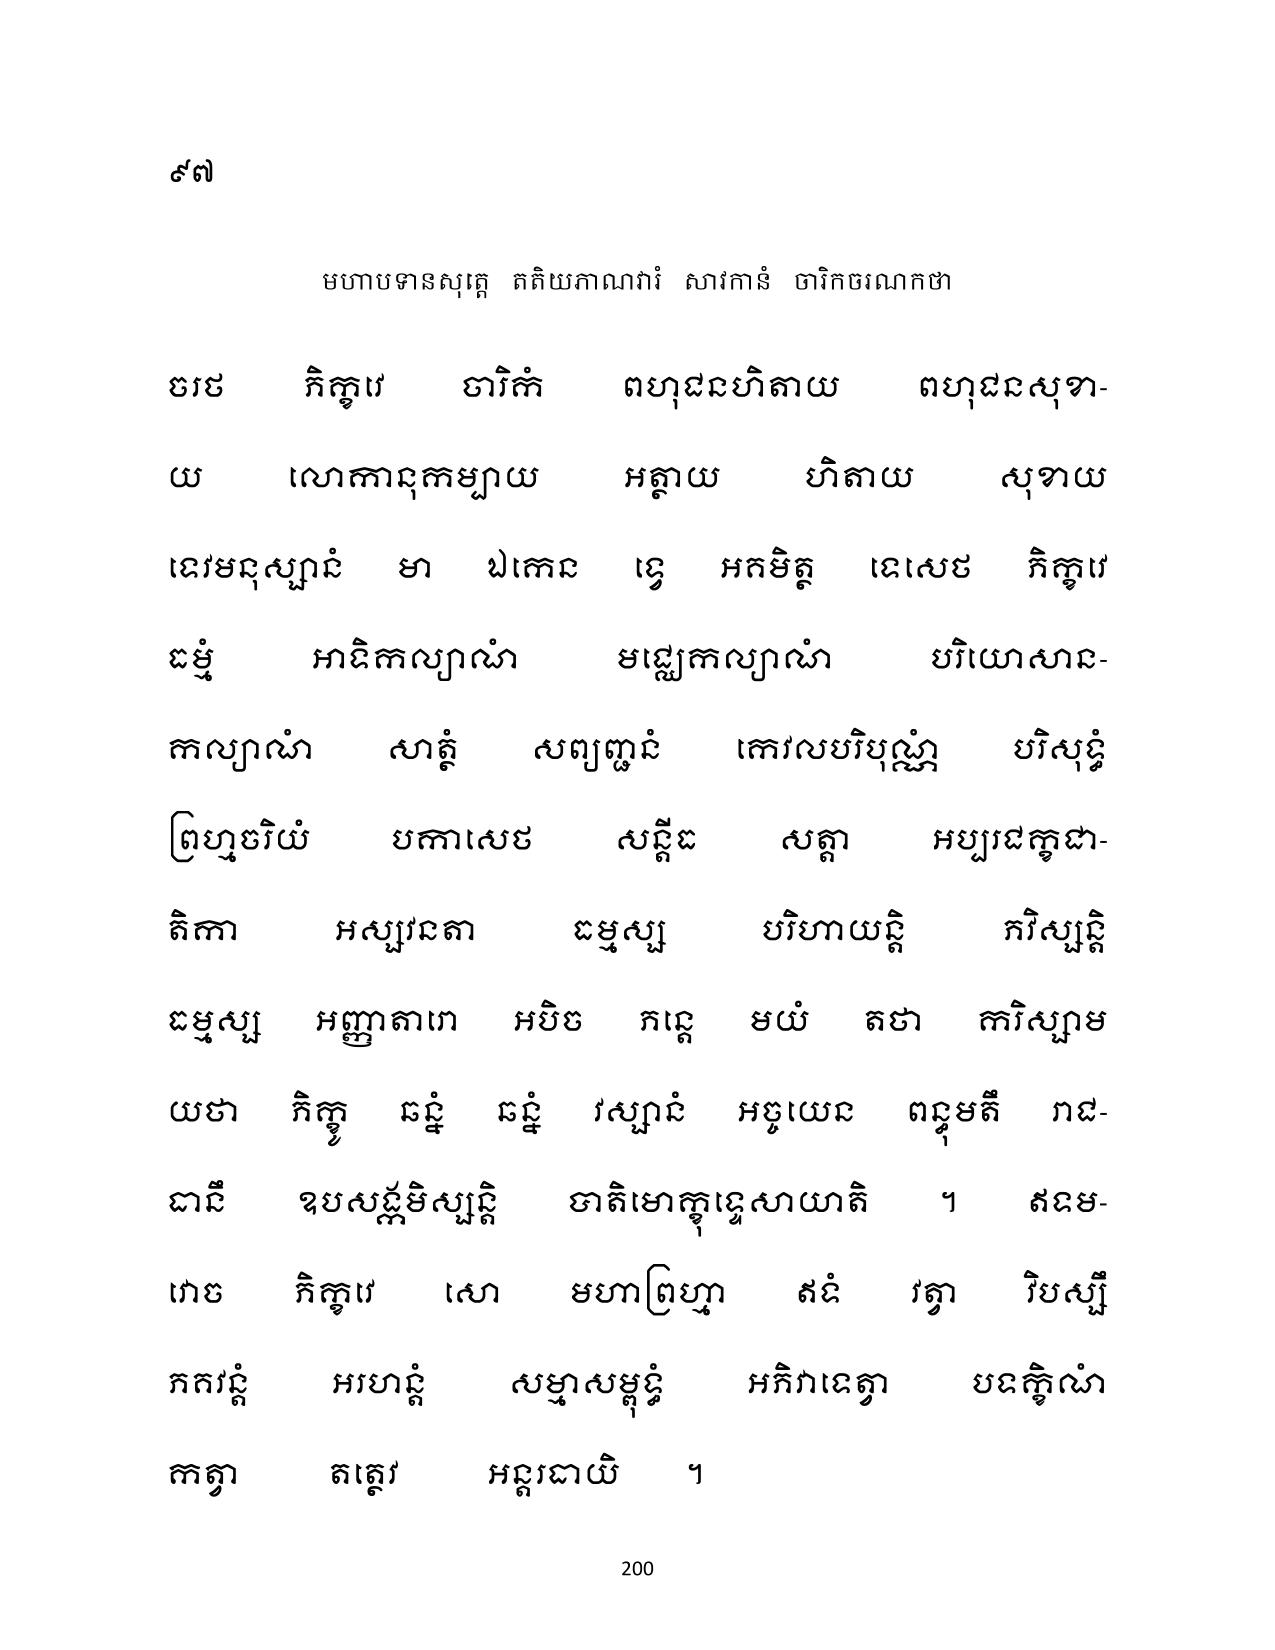 ៩៧
មហាបទានសុត្តេ តតិយភាណវារំ សាវកានំ ចារិកចរណកថា
ចរថ ភិក្ខវេ ចារិកំ ពហុជនហិតាយ ពហុជនសុខា-
យ លោកានុកម្បាយ អត្ថាយ ហិតាយ សុខាយ
ទេវមនុស្សានំ មា ឯកេន ទ្វេ អគមិត្ថ ទេសេថ ភិក្ខវេ
ធម្មំ អាទិកល្យាណំ មជ្ឈេកល្យាណំ បរិយោសាន-
កល្យាណំ សាត្ថំ សព្យញ្ជនំ កេវលបរិបុណ្ណំ បរិសុទ្ធំ
ព្រហ្មចរិយំ បកាសេថ សន្តីធ សត្តា អប្បរជក្ខជា-
តិកា អស្សវនតា ធម្មស្ស បរិហាយន្តិ ភវិស្សន្តិ
ធម្មស្ស អញ្ញាតារោ អបិច ភន្តេ មយំ តថា ករិស្សាម
យថា ភិក្ខូ ឆន្នំ ឆន្នំ វស្សានំ អច្ចយេន ពន្ធុមតឹ រាជ-
ធានឹ ឧបសង្កមិស្សន្តិ បាតិមោក្ខុទ្ទេសាយាតិ ។ ឥទម-
វោច ភិក្ខវេ សោ មហាព្រហ្មា ឥទំ វត្វា វិបស្សឹ
ភគវន្តំ អរហន្តំ សម្មាសម្ពុទ្ធំ អភិវាទេត្វា បទក្ខិណំ
កត្វា តត្ថេវ អន្តរធាយិ ។
200